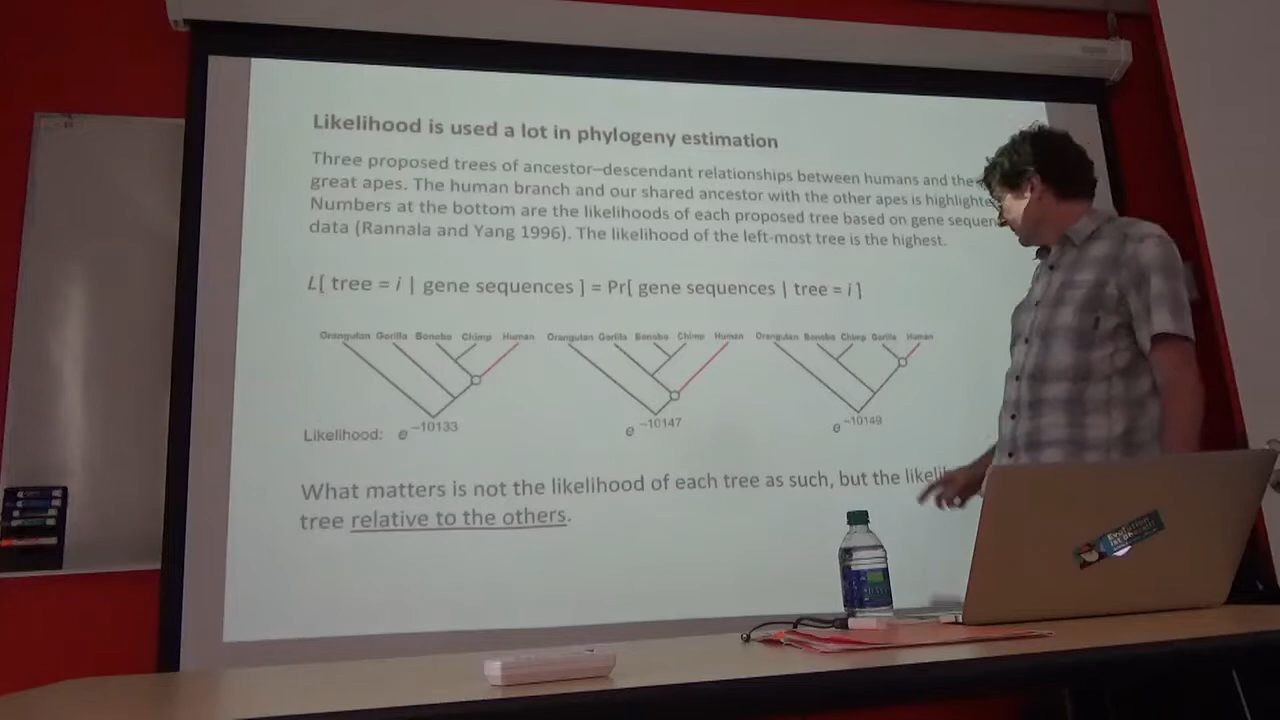 Likelihood is used a lot in phylogeny estimation
Three proposed trees of ancestor–descendant relationships between humans and the
great apes. The human branch and our shared ancestor with the other apes is highlighte
Numbers at the bottom are the likelihoods of each proposed tree based on gene sequen
data (Rannala and Yang 1996). The likelihood of the left-most tree is the highest.
L[ tree = i | gene sequences ] = Pr[ gene sequences | tree = i ]
Orangutan Gorilla Bonobo Chimp Human Orangutan Gorilla Bonobo Chimp Human Orangutan Bonobo Chimp Gorilla Human
Likelihood: e^−10133 e^−10147 e^−10149
What matters is not the likelihood of each tree as such, but the likeli
tree relative to the others.
Evolution